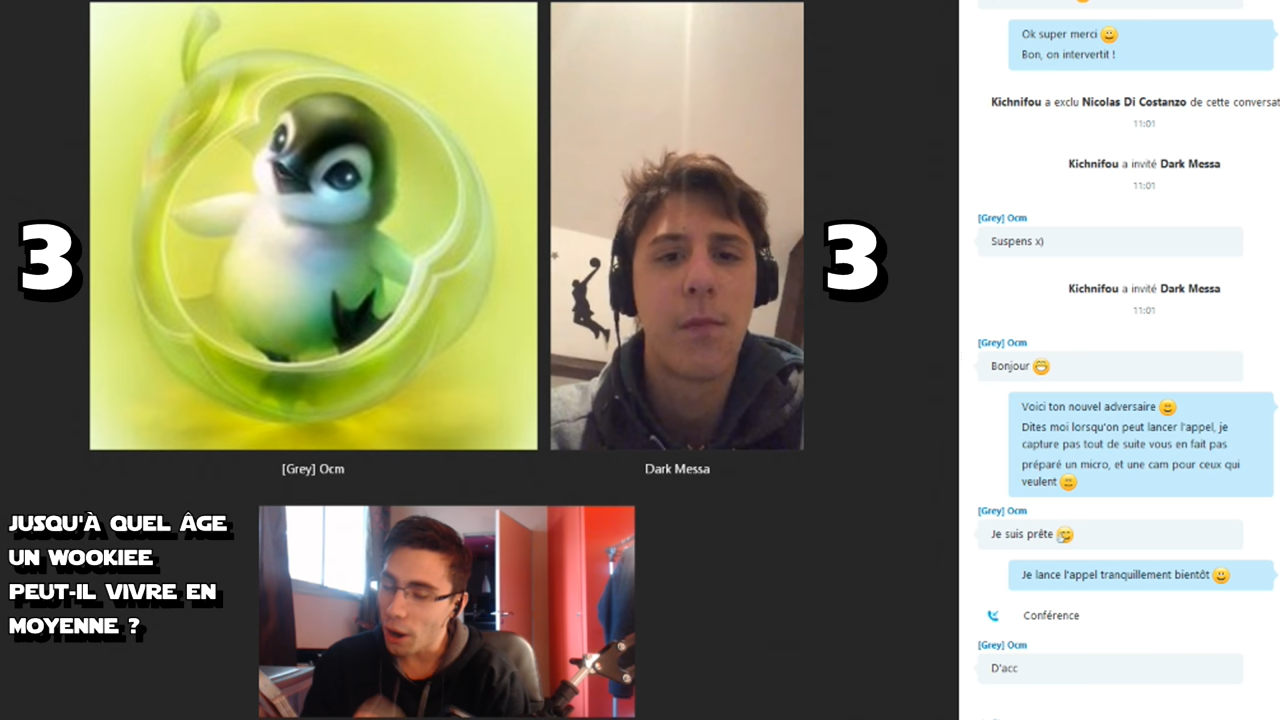 3
3
[Grey] Ocm
Dark Messa
JUSQU'À QUEL ÂGE
UN WOOKIEE
PEUT-IL VIVRE EN
MOYENNE ?
Ok super merci
Bon, on intervertit !
Kichnifou a exclu Nicolas Di Costanzo de cette conversat
11:01
Kichnifou a invité Dark Messa
11:01
[Grey] Ocm
Suspens x)
Kichnifou a invité Dark Messa
11:01
[Grey] Ocm
Bonjour
Voici ton nouvel adversaire
Dites moi lorsqu'on peut lancer l'appel, je
capture pas tout de suite vous en fait pas
préparé un micro, et une cam pour ceux qui
veulent
[Grey] Ocm
Je suis prête
Je lance l'appel tranquillement bientôt
Conférence
[Grey] Ocm
D'acc